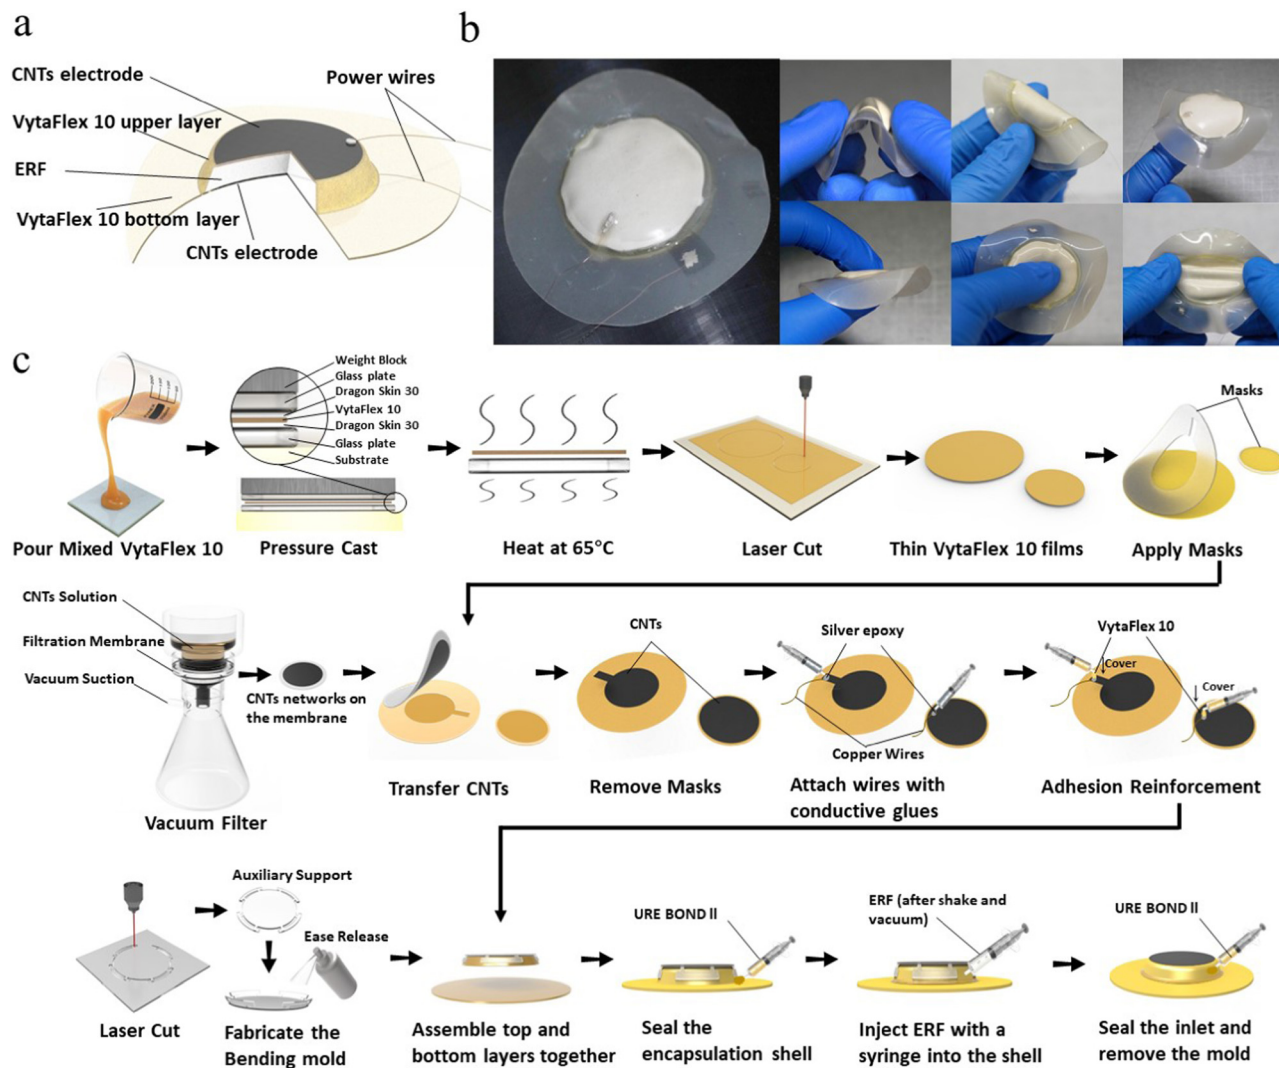 a
CNTs electrode
Power wires
VytaFlex 10 upper layer
ERF
VytaFlex 10 bottom layer
CNTs electrode
b
c
Weight Block
Glass plate
Dragon Skin 30
VytaFlex 10
Dragon Skin 30
Glass plate
Substrate
Masks
Pour Mixed VytaFlex 10
Pressure Cast
Heat at 65°C
Laser Cut
Thin VytaFlex 10 films
Apply Masks
CNTs Solution
Filtration Membrane
Vacuum Suction
CNTs networks on
the membrane
Vacuum Filter
Transfer CNTs
CNTs
Remove Masks
Silver epoxy
Copper Wires
Attach wires with
conductive glues
VytaFlex 10
Cover
Cover
Adhesion Reinforcement
Laser Cut
Auxiliary Support
Ease Release
Fabricate the
Bending mold
Assemble top and
bottom layers together
URE BOND ll
Seal the
encapsulation shell
ERF (after shake and
vacuum)
Inject ERF with a
syringe into the shell
URE BOND ll
Seal the inlet and
remove the mold